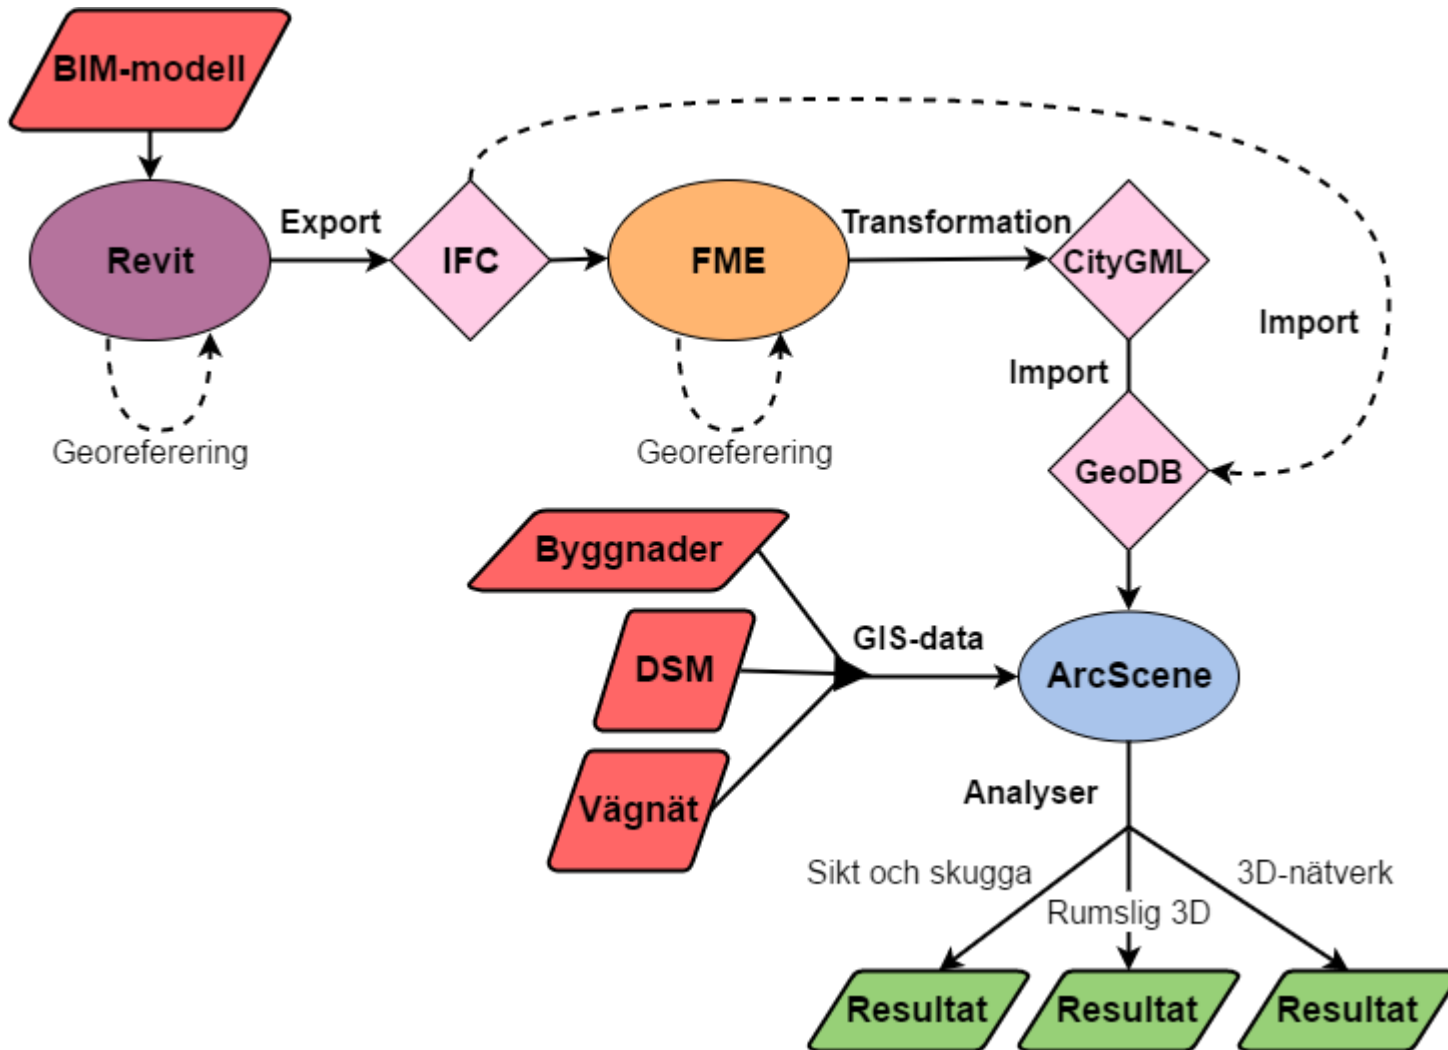 BIM-modell
Export
Transformation
Revit
IFC
FME
CityGML
Import
Import
Georeferering
Georeferering
GeoDB
Byggnader
GIS-data
DSM
ArcScene
Vägnät
Analyser
Sikt och skugga
3D-nätverk
Rumslig 3D
Resultat
Resultat
Resultat